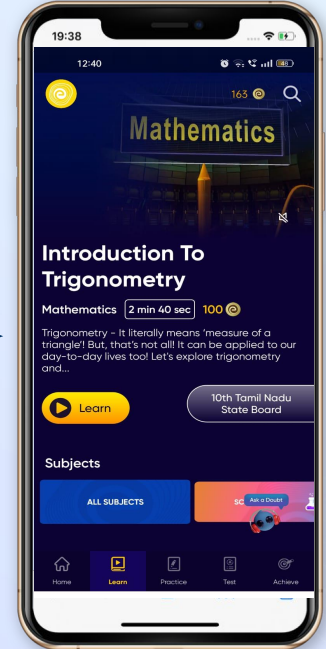 19:38
12:40
48
163
Mathematics
Introduction To
Trigonometry
Mathematics 2 min 40 sec 100
Trigonometry - It literally means 'measure of a
triangle'! But, that's not all! It can be applied to our
day-to-day lives too! Let's explore trigonometry
and...
Learn
10th Tamil Nadu
State Board
Subjects
ALL SUBJECTS
SC
Ask a Doubt
Home Learn Practice Test Achieve